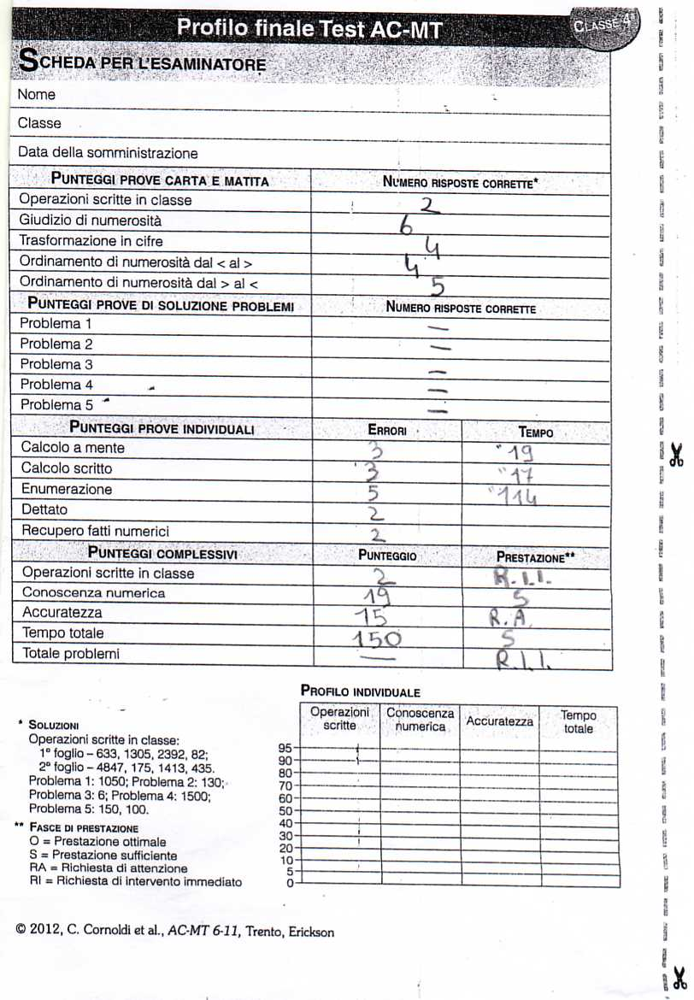 Profilo finale Test AC-MT
CLASSE 4ª
SCHEDA PER L'ESAMINATORE
Nome
Classe
Data della somministrazione
PUNTEGGI PROVE CARTA E MATITA NUMERO RISPOSTE CORRETTE*
Operazioni scritte in classe 2
Giudizio di numerosità 6
Trasformazione in cifre 4
Ordinamento di numerosità dal < al > 4
Ordinamento di numerosità dal > al < 5
PUNTEGGI PROVE DI SOLUZIONE PROBLEMI NUMERO RISPOSTE CORRETTE
Problema 1 —
Problema 2 —
Problema 3 —
Problema 4 —
Problema 5 —
PUNTEGGI PROVE INDIVIDUALI ERRORI TEMPO
Calcolo a mente 3 "19
Calcolo scritto 3 "17
Enumerazione 5 "114
Dettato 2
Recupero fatti numerici 2
PUNTEGGI COMPLESSIVI PUNTEGGIO PRESTAZIONE**
Operazioni scritte in classe 2 R.I.I.
Conoscenza numerica 19 S
Accuratezza 15 R.A.
Tempo totale 150 S
Totale problemi — R.I.I.
PROFILO INDIVIDUALE
Operazioni scritte Conoscenza numerica Accuratezza Tempo totale
95
90
80
70
60
50
40
30
20
10
5
0
* SOLUZIONI
Operazioni scritte in classe:
1° foglio – 633, 1305, 2392, 82;
2° foglio – 4847, 175, 1413, 435.
Problema 1: 1050; Problema 2: 130;
Problema 3: 6; Problema 4: 1500;
Problema 5: 150, 100.
** FASCE DI PRESTAZIONE
O = Prestazione ottimale
S = Prestazione sufficiente
RA = Richiesta di attenzione
RI = Richiesta di intervento immediato
© 2012, C. Cornoldi et al., AC-MT 6-11, Trento, Erickson